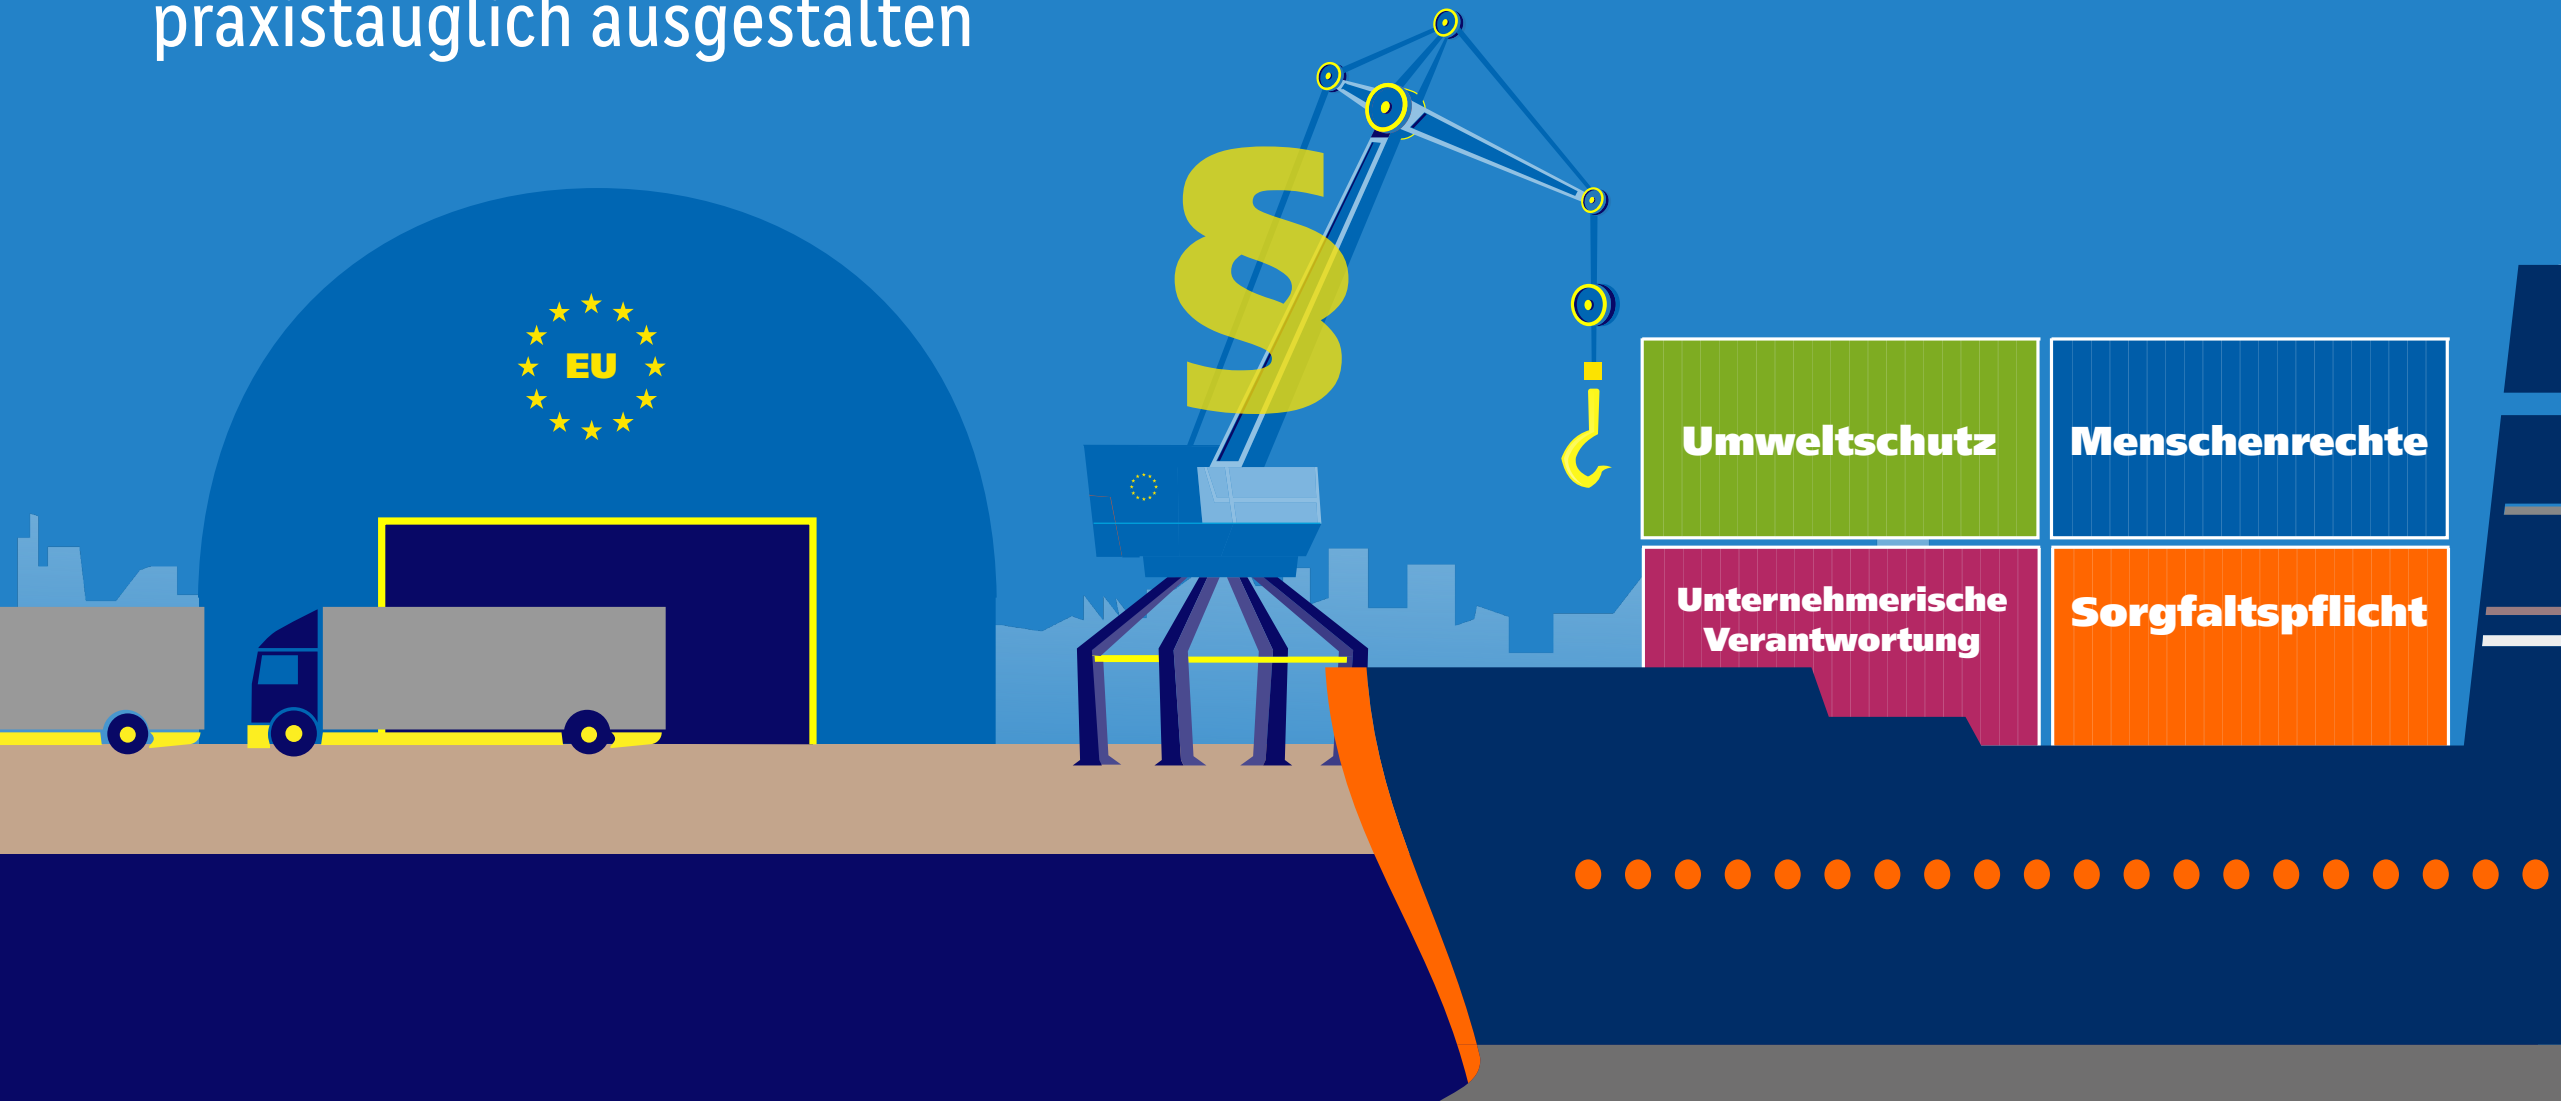 praxistauglich ausgestalten
§
EU
Umweltschutz
Menschenrechte
Unternehmerische
Verantwortung
Sorgfaltspflicht